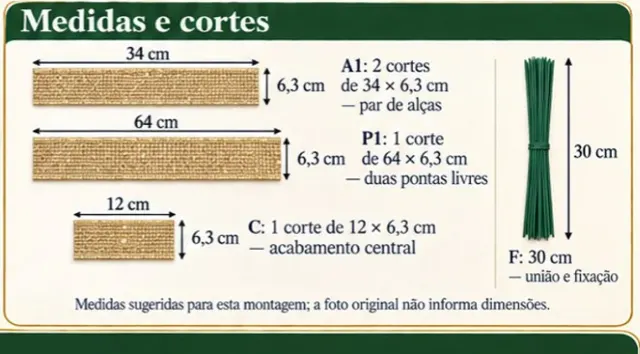 Medidas e cortes
34 cm
6,3 cm
A1: 2 cortes
de 34 × 6,3 cm
— par de alças
64 cm
6,3 cm
P1: 1 corte
de 64 × 6,3 cm
— duas pontas livres
12 cm
6,3 cm
C: 1 corte de 12 × 6,3 cm
— acabamento central
30 cm
F: 30 cm
— união e fixação
Medidas sugeridas para esta montagem; a foto original não informa dimensões.